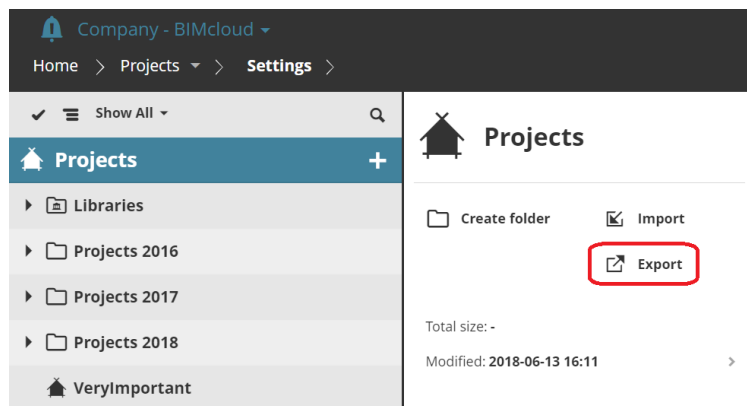 Company - BIMcloud
Home Projects Settings
Show All
Projects
Libraries
Projects 2016
Projects 2017
Projects 2018
VeryImportant
Projects
Create folder Import
Export
Total size: -
Modified: 2018-06-13 16:11